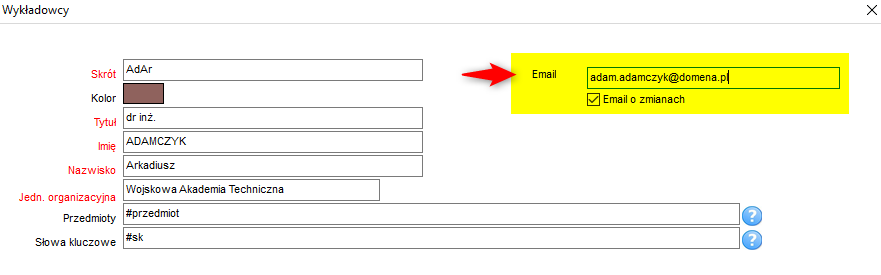 Wykładowcy
Skrót AdAr
Kolor
Tytuł dr inż.
Imię ADAMCZYK
Nazwisko Arkadiusz
Jedn. organizacyjna Wojskowa Akademia Techniczna
Przedmioty #przedmiot ?
Słowa kluczowe #sk ?
Email adam.adamczyk@domena.pl
Email o zmianach